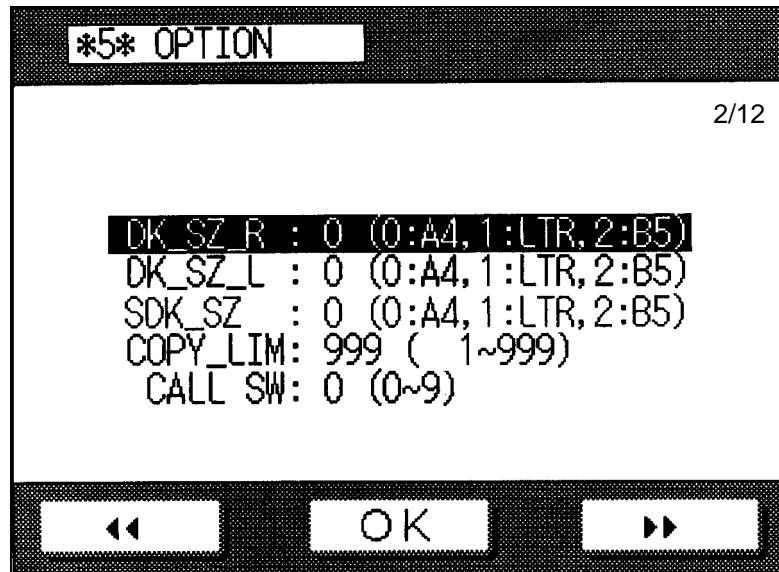 *5* OPTION
2/12
DK_SZ_R : 0 (0:A4,1:LTR,2:B5)
DK_SZ_L : 0 (0:A4,1:LTR,2:B5)
SDK_SZ : 0 (0:A4,1:LTR,2:B5)
COPY_LIM: 999 ( 1~999)
CALL SW: 0 (0~9)
OK